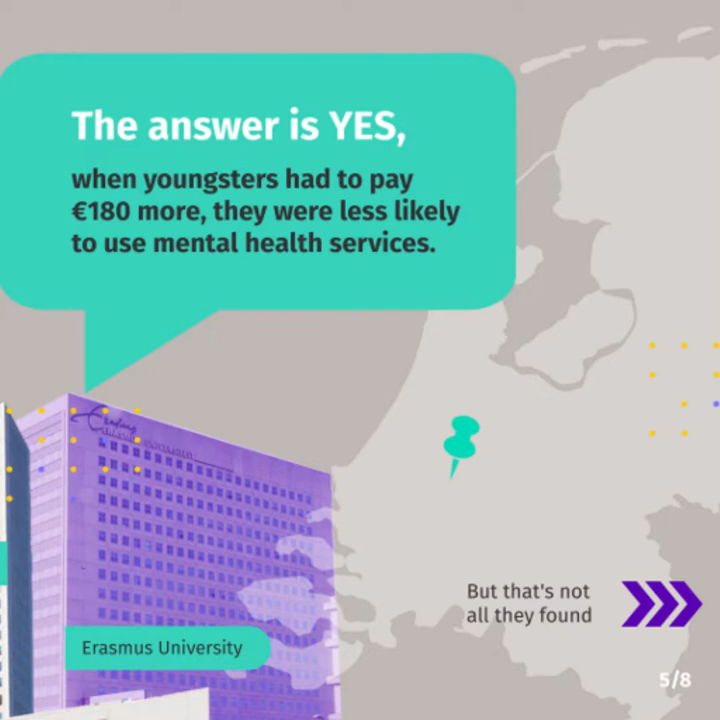 The answer is YES,
when youngsters had to pay
€180 more, they were less likely
to use mental health services.
Erasmus University
But that's not
all they found
5/8